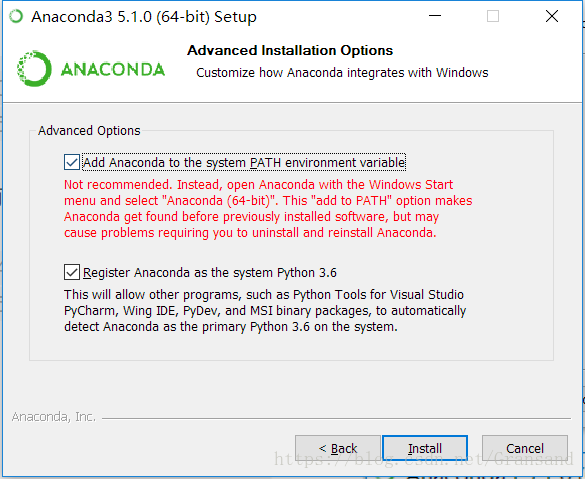 Anaconda3 5.1.0 (64-bit) Setup
ANACONDA
Advanced Installation Options
Customize how Anaconda integrates with Windows
Advanced Options
Add Anaconda to the system PATH environment variable
Not recommended. Instead, open Anaconda with the Windows Start
menu and select "Anaconda (64-bit)". This "add to PATH" option makes
Anaconda get found before previously installed software, but may
cause problems requiring you to uninstall and reinstall Anaconda.
Register Anaconda as the system Python 3.6
This will allow other programs, such as Python Tools for Visual Studio
PyCharm, Wing IDE, PyDev, and MSI binary packages, to automatically
detect Anaconda as the primary Python 3.6 on the system.
Anaconda, Inc.
< Back
Install
Cancel
https://blog.csdn.net/Gransand